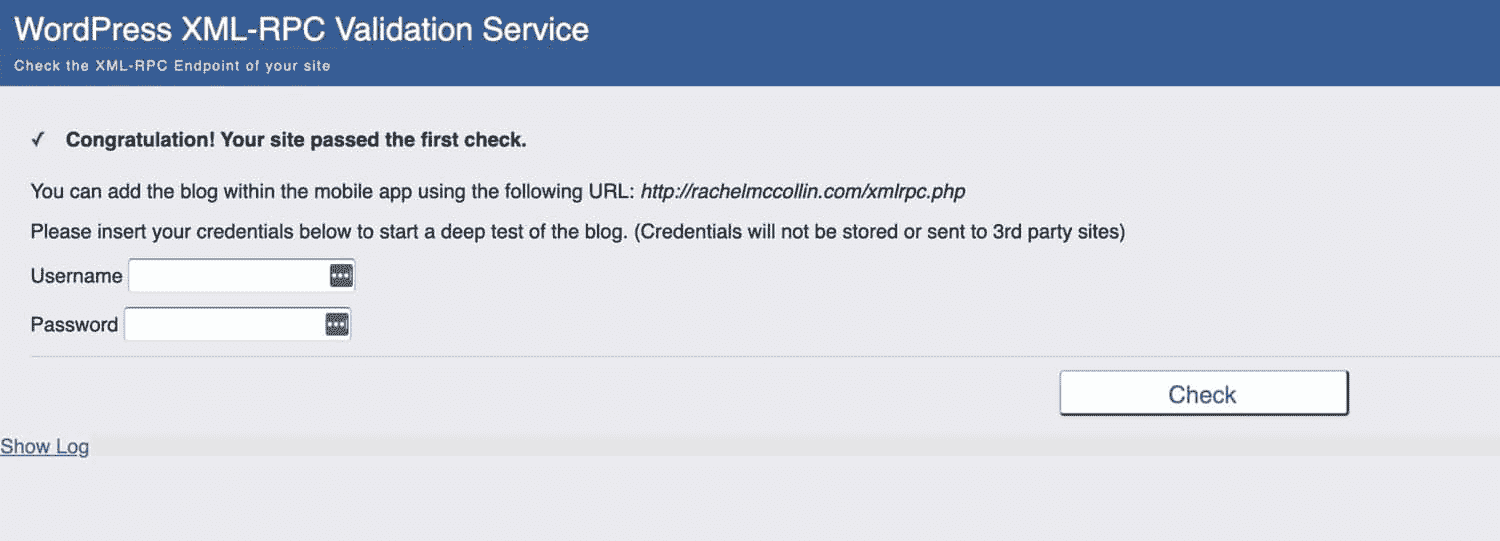 WordPress XML-RPC Validation Service
Check the XML-RPC Endpoint of your site
✓ Congratulation! Your site passed the first check.
You can add the blog within the mobile app using the following URL: http://rachelmccollin.com/xmlrpc.php
Please insert your credentials below to start a deep test of the blog. (Credentials will not be stored or sent to 3rd party sites)
Username
Password
Check
Show Log